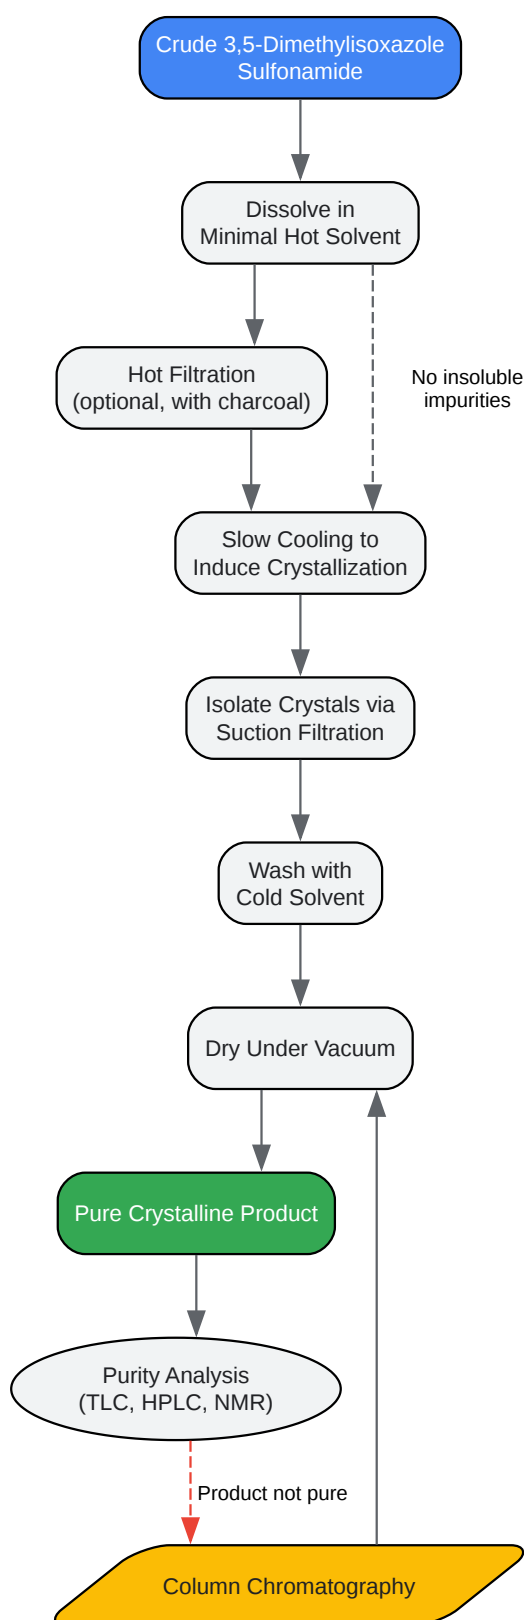 Crude 3,5-Dimethylisoxazole
Sulfonamide
Dissolve in
Minimal Hot Solvent
Hot Filtration
(optional, with charcoal)
No insoluble
impurities
Slow Cooling to
Induce Crystallization
Isolate Crystals via
Suction Filtration
Wash with
Cold Solvent
Dry Under Vacuum
Pure Crystalline Product
Purity Analysis
(TLC, HPLC, NMR)
Product not pure
Column Chromatography